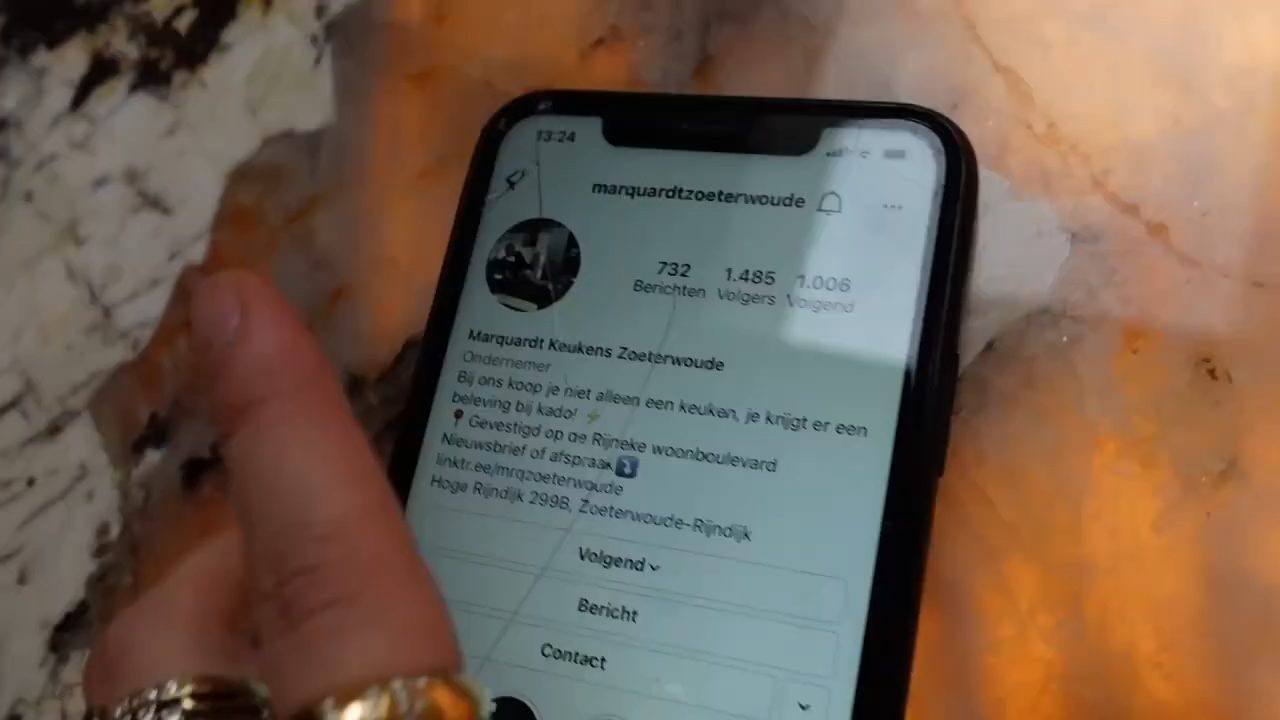 13:24
marquardtzoeterwoude
732 1.485 1.006
Berichten Volgers Volgend
Marquardt Keukens Zoeterwoude
Ondernemer
Bij ons koop je niet alleen een keuken, je krijgt er een
beleving bij kado! ⚡
📍 Gevestigd op de Rijneke woonboulevard
Nieuwsbrief of afspraak⤵️
linktr.ee/mrqzoeterwoude
Hoge Rijndijk 299B, Zoeterwoude-Rijndijk
Volgend
Bericht
Contact